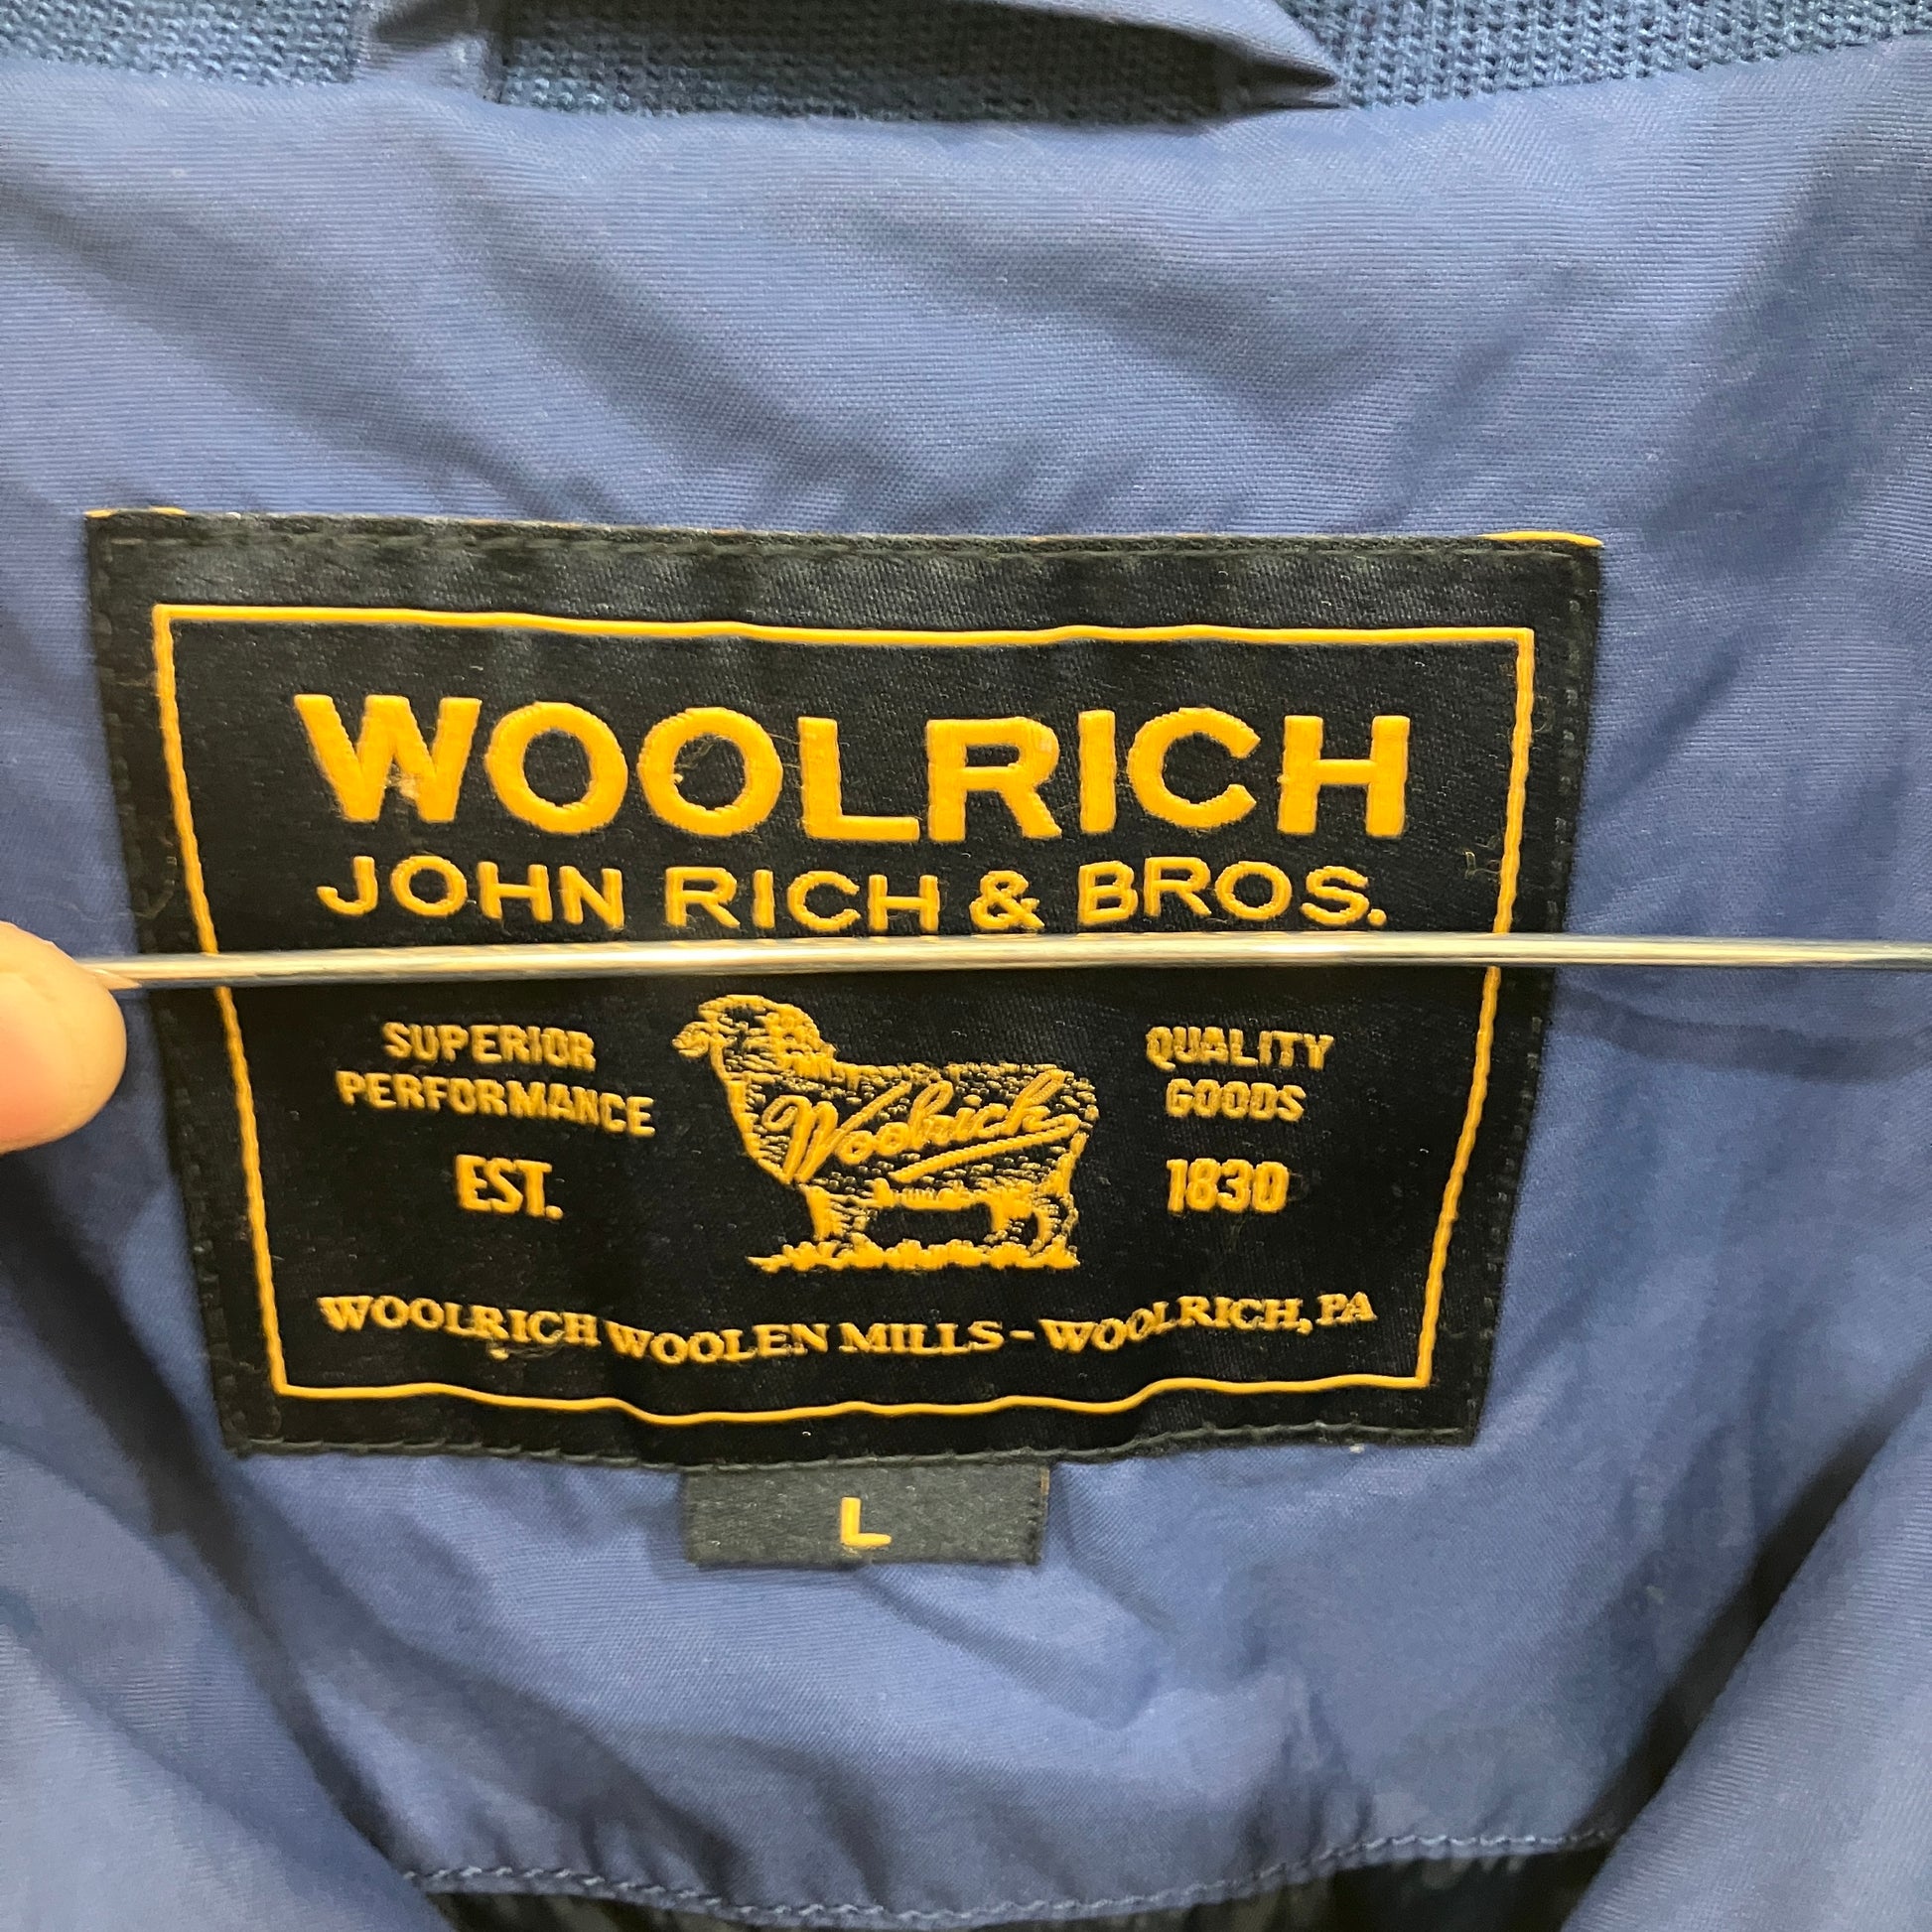 WOOLRICH
JOHN RICH & BROS.
SUPERIOR
PERFORMANCE
EST.
Woolrich
QUALITY
GOODS
1830
WOOLRICH WOOLEN MILLS - WOOLRICH, PA
L